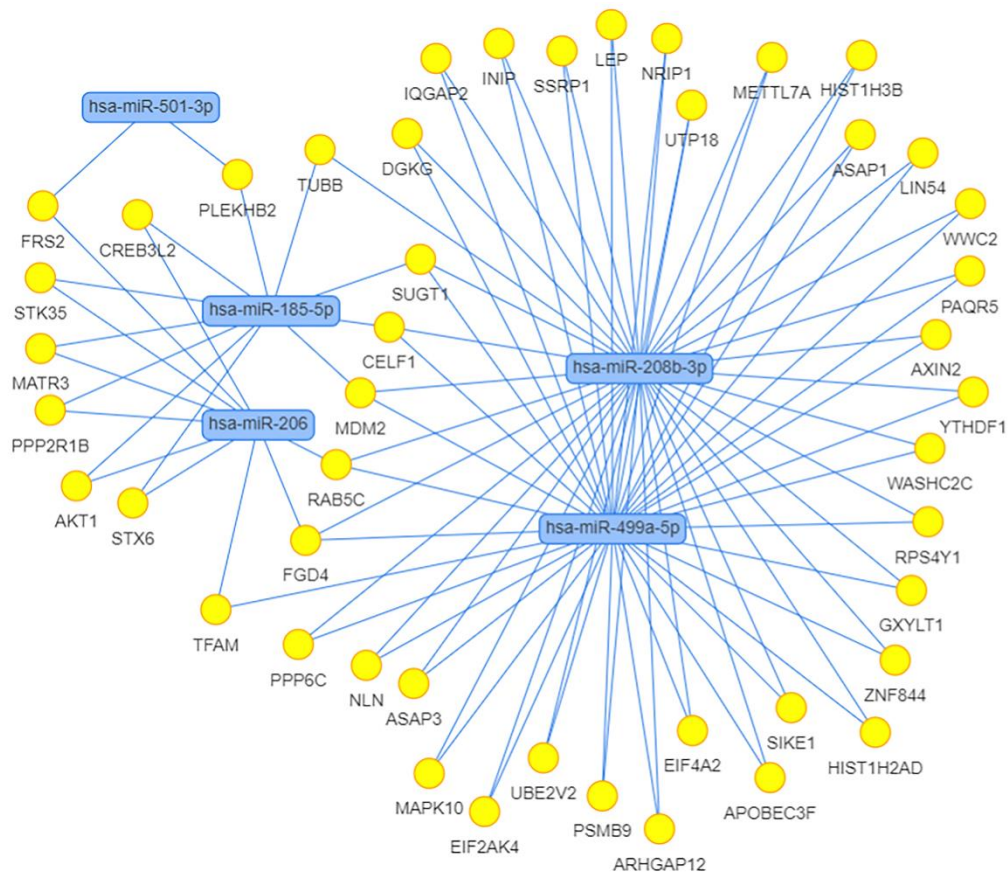 LEP
INIP
NRIP1
SSRP1
IQGAP2
METTL7A
HIST1H3B
hsa-miR-501-3p
UTP18
DGKG
TUBB
ASAP1
LIN54
PLEKHB2
FRS2
CREB3L2
WWC2
STK35
hsa-miR-185-5p
SUGT1
PAQR5
CELF1
hsa-miR-208b-3p
AXIN2
MATR3
PPP2R1B
hsa-miR-206
MDM2
YTHDF1
WASHC2C
RAB5C
AKT1
STX6
hsa-miR-499a-5p
RPS4Y1
FGD4
GXYLT1
TFAM
PPP6C
NLN
ASAP3
ZNF844
SIKE1
HIST1H2AD
EIF4A2
MAPK10
UBE2V2
APOBEC3F
PSMB9
EIF2AK4
ARHGAP12